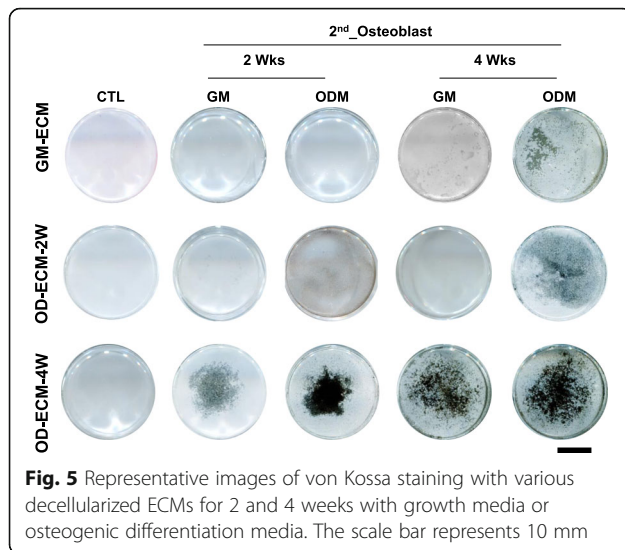 2nd_Osteoblast
2 Wks
4 Wks
CTL
GM
ODM
GM
ODM
GM-ECM
OD-ECM-2W
OD-ECM-4W
Fig. 5 Representative images of von Kossa staining with various
decellularized ECMs for 2 and 4 weeks with growth media or
osteogenic differentiation media. The scale bar represents 10 mm